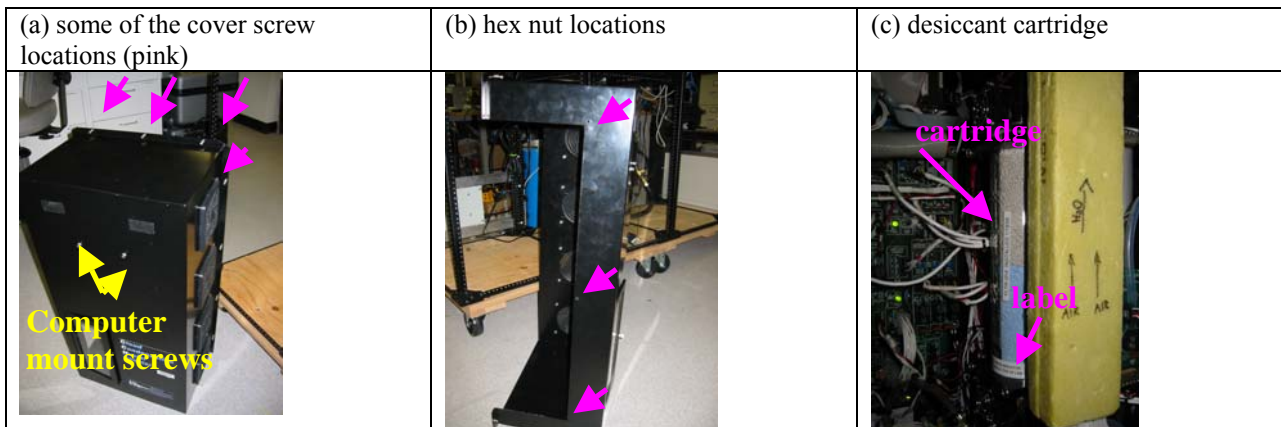 (a) some of the cover screw
locations (pink)
(b) hex nut locations
(c) desiccant cartridge
Computer
mount screws
cartridge
label
H₂O
AIR AIR